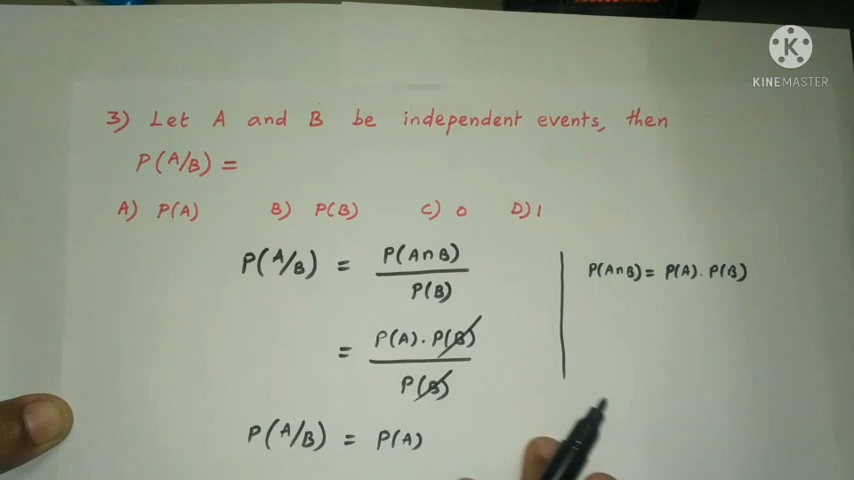 K
KINEMASTER
3) Let A and B be independent events, then
P(A/B) =
A) P(A) B) P(B) C) 0 D) 1
P(A/B) = P(A∩B) / P(B)
P(A∩B) = P(A) . P(B)
= P(A) . P(B) / P(B)
P(A/B) = P(A)